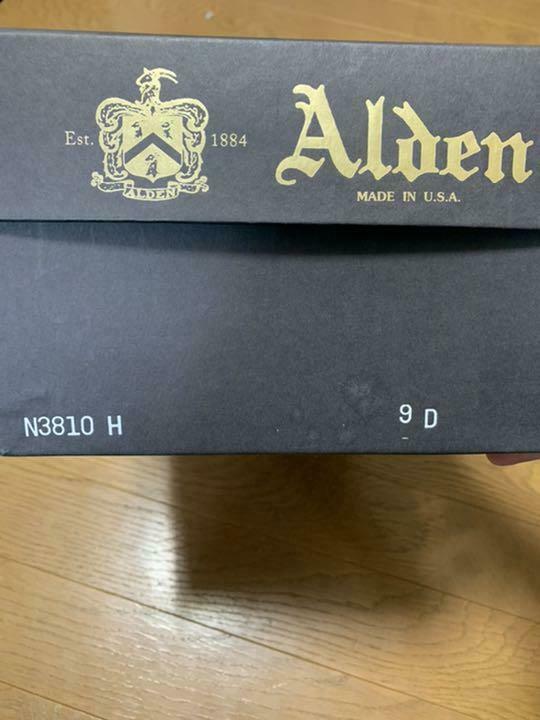 Est. 1884
ALDEN
Alden
MADE IN U.S.A.
N3810 H 9 D